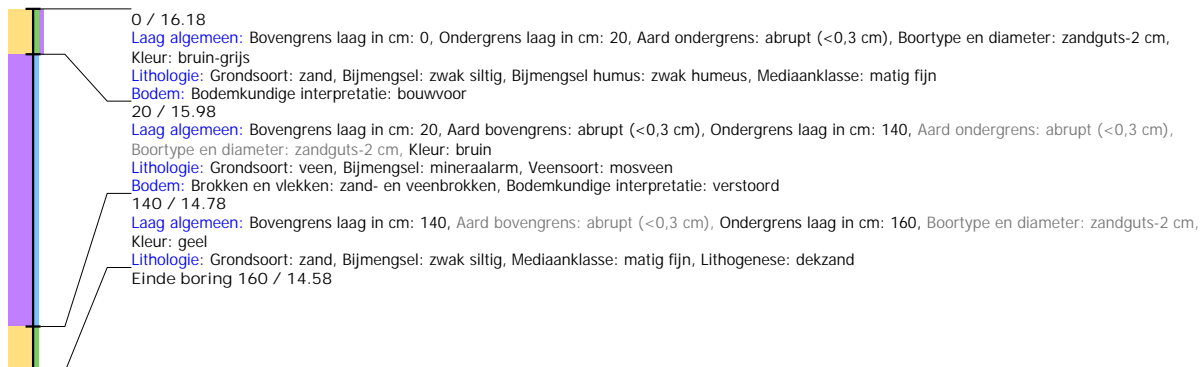 0 / 16.18
Laag algemeen: Bovengrens laag in cm: 0, Ondergrens laag in cm: 20, Aard ondergrens: abrupt (<0,3 cm), Boortype en diameter: zandguts-2 cm,
Kleur: bruin-grijs
Lithologie: Grondsoort: zand, Bijmengsel: zwak siltig, Bijmengsel humus: zwak humeus, Mediaanklasse: matig fijn
Bodem: Bodemkundige interpretatie: bouwvoor
20 / 15.98
Laag algemeen: Bovengrens laag in cm: 20, Aard bovengrens: abrupt (<0,3 cm), Ondergrens laag in cm: 140, Aard ondergrens: abrupt (<0,3 cm),
Boortype en diameter: zandguts-2 cm, Kleur: bruin
Lithologie: Grondsoort: veen, Bijmengsel: mineraalarm, Veensoort: mosveen
Bodem: Brokken en vlekken: zand- en veenbrokken, Bodemkundige interpretatie: verstoord
140 / 14.78
Laag algemeen: Bovengrens laag in cm: 140, Aard bovengrens: abrupt (<0,3 cm), Ondergrens laag in cm: 160, Boortype en diameter: zandguts-2 cm,
Kleur: geel
Lithologie: Grondsoort: zand, Bijmengsel: zwak siltig, Mediaanklasse: matig fijn, Lithogenese: dekzand
Einde boring 160 / 14.58